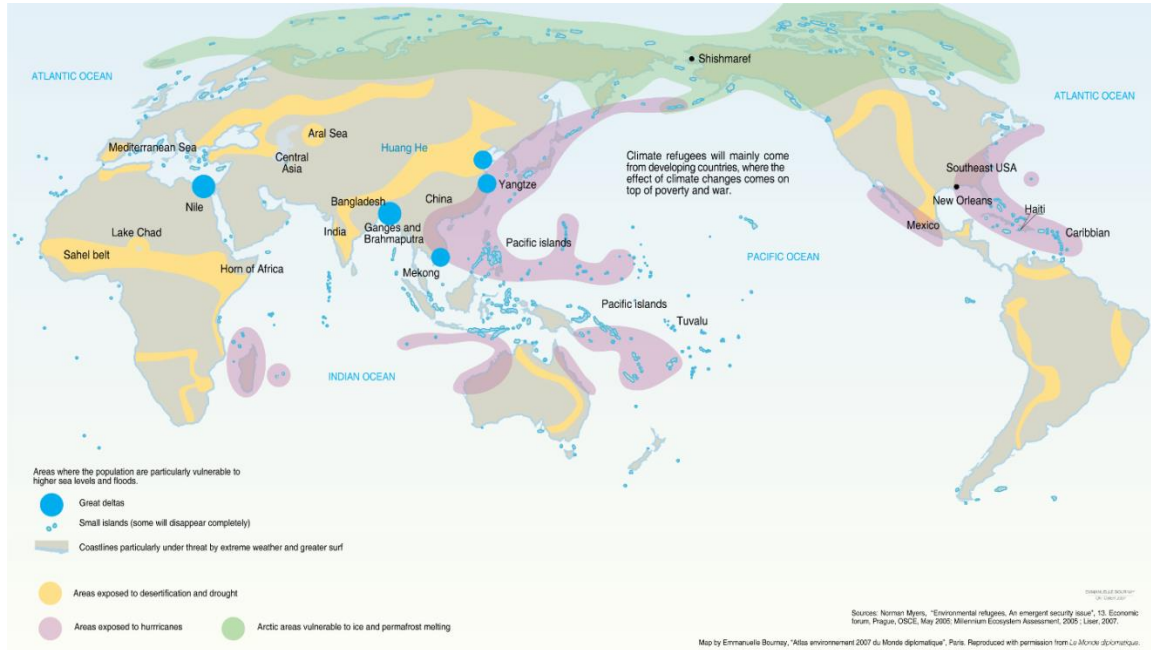 ATLANTIC OCEAN
Shishmaref
ATLANTIC OCEAN
Aral Sea
Mediterranean Sea
Huang He
Central
Asia
Climate refugees will mainly come
from developing countries, where the
effect of climate changes comes on
top of poverty and war.
Southeast USA
Yangtze
Nile
Bangladesh
China
New Orleans
Haiti
Lake Chad
India
Ganges and
Brahmaputra
Pacific islands
Mexico
Caribbian
Sahel belt
Horn of Africa
Mekong
PACIFIC OCEAN
Pacific islands
Tuvalu
INDIAN OCEAN
Areas where the population are particularly vulnerable to
higher sea levels and floods.
Great deltas
Small islands (some will disappear completely)
Coastlines particularly under threat by extreme weather and greater surf
Areas exposed to desertification and drought
Areas exposed to hurrricanes
Arctic areas vulnerable to ice and permafrost melting
Sources: Norman Myers, "Environmental refugees, An emergent security issue", 13. Economic
forum, Prague, OSCE, May 2005; Millennium Ecosystem Assessment, 2005 ; Liser, 2007.
Map by Emmanuelle Bournay, "Atlas environnement 2007 du Monde diplomatique", Paris. Reproduced with permission from Le Monde diplomatique.